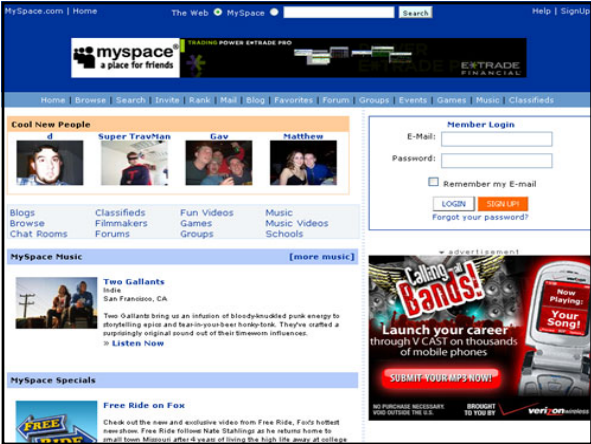 MySpace.com | Home
The Web MySpace
Search
Help | SignUp
myspace®
a place for friends
TRADING POWER E*TRADE PRO
E*TRADE
FINANCIAL
Home | Browse | Search | Invite | Rank | Mail | Blog | Favorites | Forum | Groups | Events | Games | Music | Classifieds
Cool New People
d
Super TravMan
Gav
Matthew
Blogs Classifieds Fun Videos Music
Browse Filmmakers Games Music Videos
Chat Rooms Forums Groups Schools
MySpace Music [more music]
Two Gallants
Indie
San Francisco, CA
Two Gallants bring us an infusion of bloody-knuckled punk energy to
storytelling epics and tear-in-your-beer honky-tonk. They've crafted a
surprisingly original sound out of their timeworn influences.
» Listen Now
MySpace Specials
FREE
RIDE
Free Ride on Fox
Check out the new and exclusive video from Free Ride, Fox's hottest
new show. Free Ride follows Nate Stahlings as he returns home to
small town Missouri after 4 years of living the high life away at college
Member Login
E-Mail:
Password:
Remember my E-mail
LOGIN SIGN UP!
Forgot your password?
advertisement
Calling all
Bands!
Now
Playing:
Your
Song!
Launch your career
through V CAST on thousands
of mobile phones
SUBMIT YOUR MP3 NOW!
NO PURCHASE NECESSARY.
VOID OUTSIDE THE U.S.
BROUGHT
TO YOU BY
verizon wireless